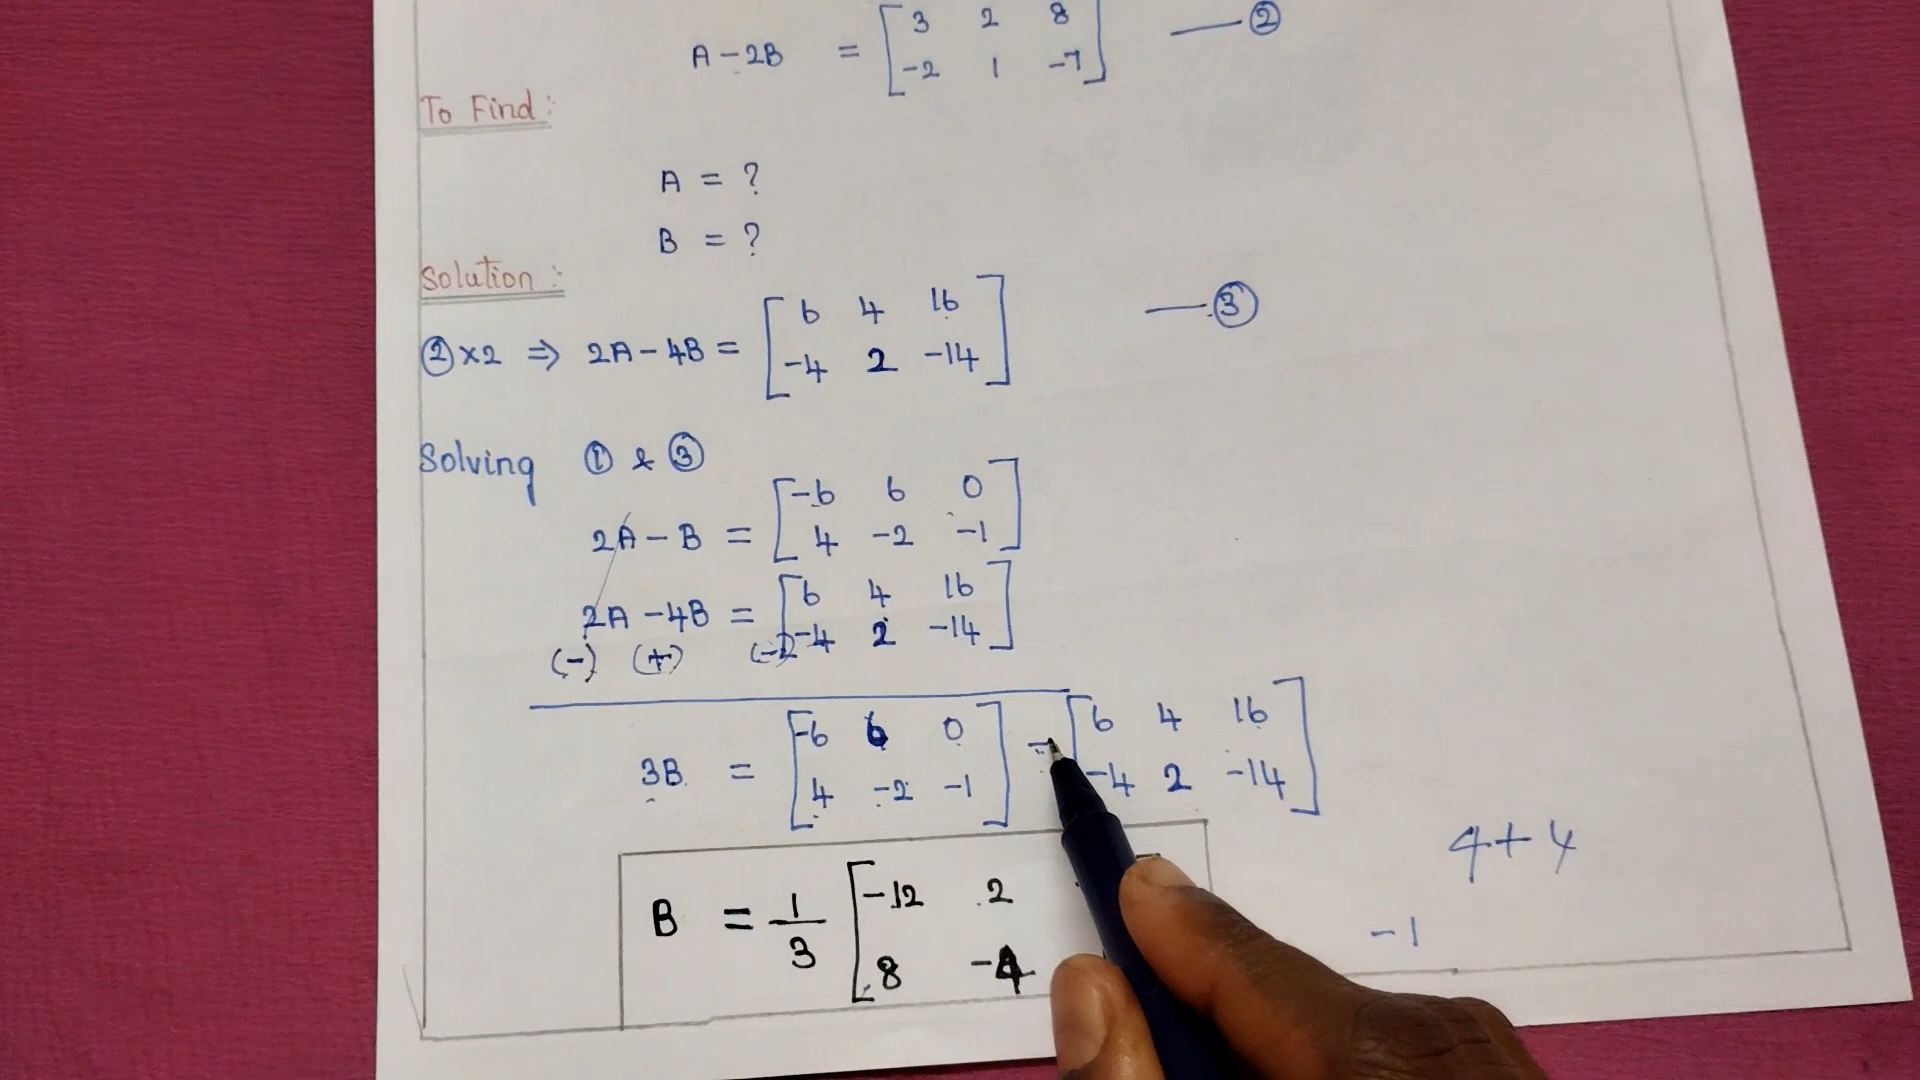 A - 2B = [3 2 8 — ②
-2 1 -7]
To Find :
A = ?
B = ?
Solution :
②×2 ⇒ 2A - 4B = [6 4 16 — ③
-4 2 -14]
Solving ① & ③
2A - B = [-6 6 0
4 -2 -1]
2A - 4B = [6 4 16
-4 2 -14]
(-) (+) (-)
3B = [-6 6 0 - [6 4 16
4 -2 -1] -4 2 -14]
4+4
B = 1/3 [-12 2
8 -4
-1